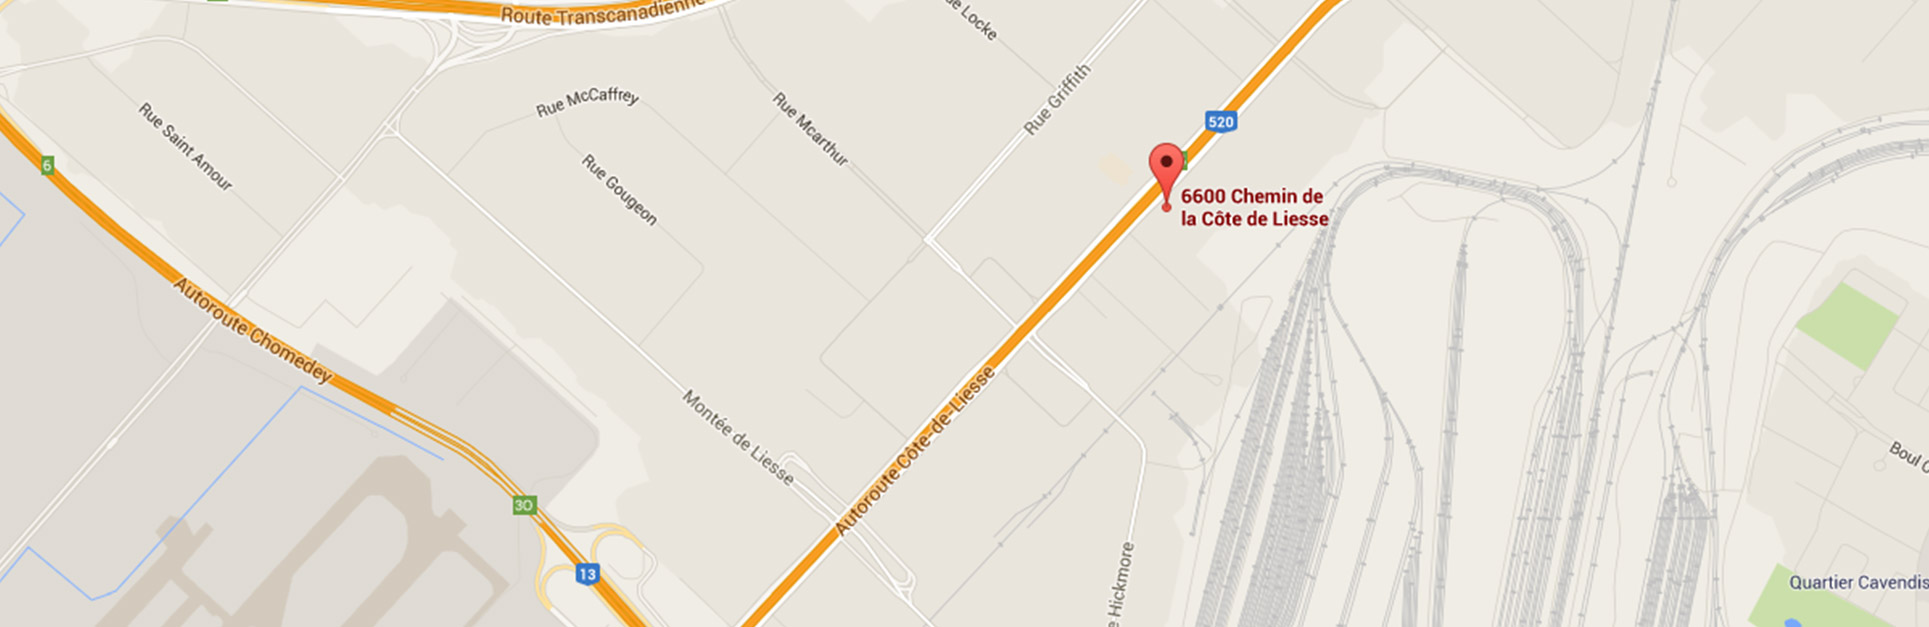 Route Transcanadienne
de Locke
Rue McCaffrey
Rue Mcarthur
Rue Griffith
Rue Saint Amour
520
6
Rue Gougeon
6600 Chemin de
la Côte de Liesse
Autoroute Chomedey
Montée de Liesse
Autoroute Côte-de-Liesse
Boul
30
13
Hickmore
Quartier Cavendis